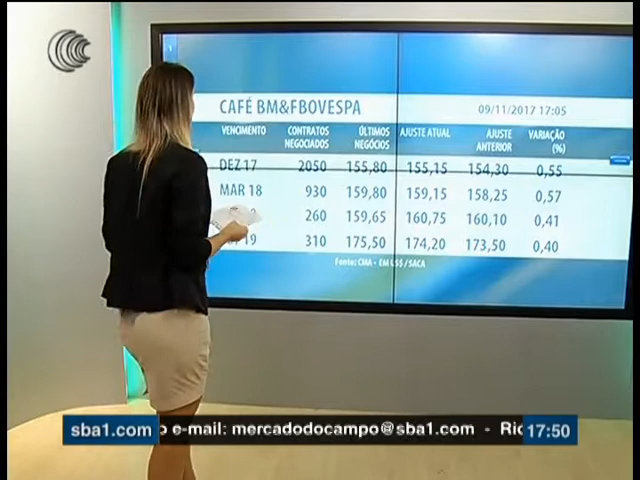 CAFÉ BM&FBOVESPA
09/11/2017 17:05
VENCIMENTO CONTRATOS NEGOCIADOS ÚLTIMOS NEGÓCIOS AJUSTE ATUAL AJUSTE ANTERIOR VARIAÇÃO (%)
DEZ 17 2050 155,80 155,15 154,30 0,55
MAR 18 930 159,80 159,15 158,25 0,57
260 159,65 160,75 160,10 0,41
19 310 175,50 174,20 173,50 0,40
Fonte: CMA - EM US$ / SACA
sba1.com o e-mail: mercadodocampo@sba1.com - Ri 17:50